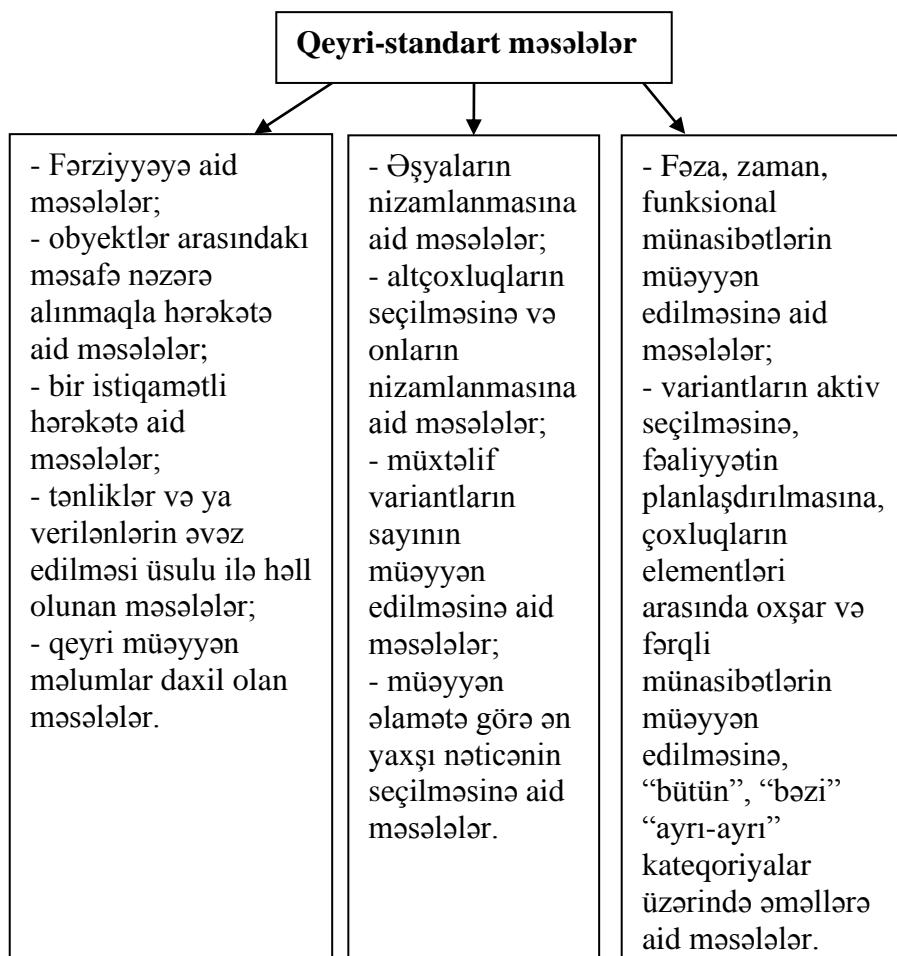 Qeyri-standart məsələlər
- Fərziyyəyə aid
məsələlər;
- obyektlər arasındakı
məsafə nəzərə
alınmaqla hərəkətə
aid məsələlər;
- bir istiqamətli
hərəkətə aid
məsələlər;
- tənliklər və ya
verilənlərin əvəz
edilməsi üsulu ilə həll
olunan məsələlər;
- qeyri müəyyən
məlumlar daxil olan
məsələlər.
- Əşyaların
nizamlanmasına
aid məsələlər;
- altçoxluqların
seçilməsinə və
onların
nizamlanmasına
aid məsələlər;
- müxtəlif
variantların
sayının
müəyyən
edilməsinə aid
məsələlər;
- müəyyən
əlamətə görə ən
yaxşı nəticənin
seçilməsinə aid
məsələlər.
- Fəza, zaman,
funksional
münasibətlərin
müəyyən
edilməsinə aid
məsələlər;
- variantların aktiv
seçilməsinə,
fəaliyyətin
planlaşdırılmasına,
çoxluqların
elementləri
arasında oxşar və
fərqli
münasibətlərin
müəyyən
edilməsinə,
“bütün”, “bəzi”
“ayrı-ayrı”
kateqoriyalar
üzərində əməllərə
aid məsələlər.